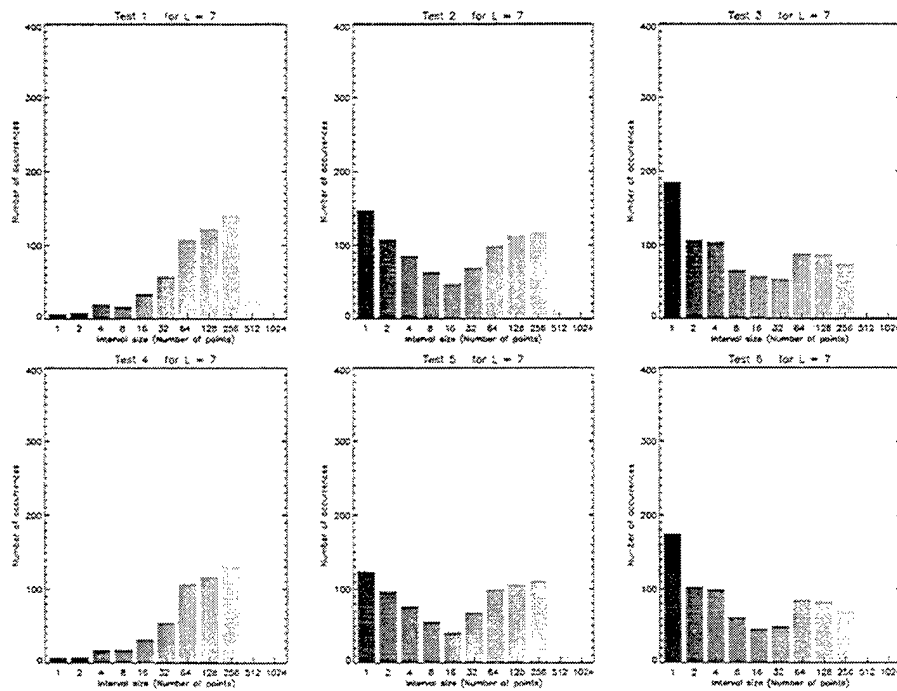 Test 1 for L = 7
Number of occurrences
400
300
200
100
0
1 2 4 8 16 32 64 128 256 512 1024
Interval size (Number of points)
Test 2 for L = 7
Number of occurrences
400
300
200
100
0
1 2 4 8 16 32 64 128 256 512 1024
Interval size (Number of points)
Test 3 for L = 7
Number of occurrences
400
300
200
100
0
1 2 4 8 16 32 64 128 256 512 1024
Interval size (Number of points)
Test 4 for L = 7
Number of occurrences
400
300
200
100
0
1 2 4 8 16 32 64 128 256 512 1024
Interval size (Number of points)
Test 5 for L = 7
Number of occurrences
400
300
200
100
0
1 2 4 8 16 32 64 128 256 512 1024
Interval size (Number of points)
Test 6 for L = 7
Number of occurrences
400
300
200
100
0
1 2 4 8 16 32 64 128 256 512 1024
Interval size (Number of points)